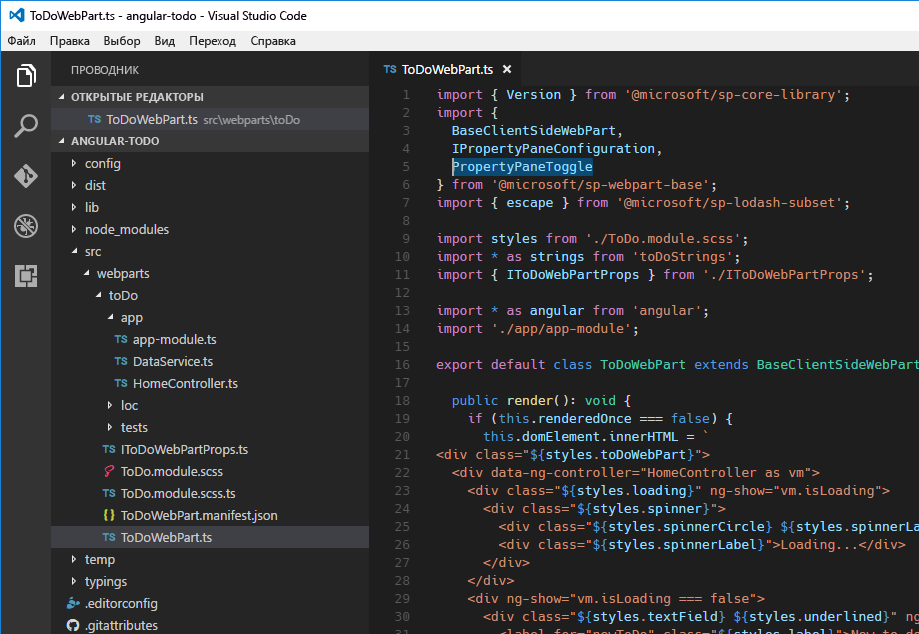 ToDoWebPart.ts - angular-todo - Visual Studio Code
Файл Правка Выбор Вид Переход Справка
ПРОВОДНИК
ОТКРЫТЫЕ РЕДАКТОРЫ
TS ToDoWebPart.ts src\webparts\toDo
ANGULAR-TODO
config
dist
lib
node_modules
src
webparts
toDo
app
TS app-module.ts
TS DataService.ts
TS HomeController.ts
loc
tests
TS IToDoWebPartProps.ts
ToDo.module.scss
TS ToDo.module.scss.ts
{} ToDoWebPart.manifest.json
TS ToDoWebPart.ts
temp
typings
.editorconfig
.gitattributes
TS ToDoWebPart.ts ×
1 import { Version } from '@microsoft/sp-core-library';
2 import {
3 BaseClientSideWebPart,
4 IPropertyPaneConfiguration,
5 PropertyPaneToggle
6 } from '@microsoft/sp-webpart-base';
7 import { escape } from '@microsoft/sp-lodash-subset';
8
9 import styles from './ToDo.module.scss';
10 import * as strings from 'toDoStrings';
11 import { IToDoWebPartProps } from './IToDoWebPartProps';
12
13 import * as angular from 'angular';
14 import './app/app-module';
15
16 export default class ToDoWebPart extends BaseClientSideWebPart
17
18 public render(): void {
19 if (this.renderedOnce === false) {
20 this.domElement.innerHTML = `
21 <div class="${styles.toDoWebPart}">
22 <div data-ng-controller="HomeController as vm">
23 <div class="${styles.loading}" ng-show="vm.isLoading">
24 <div class="${styles.spinner}">
25 <div class="${styles.spinnerCircle} ${styles.spinnerLa
26 <div class="${styles.spinnerLabel}">Loading...</div>
27 </div>
28 </div>
29 <div ng-show="vm.isLoading === false">
30 <div class="${styles.textField} ${styles.underlined}" ng
31 <label for="newToDo" class="${styles.label}">New to do